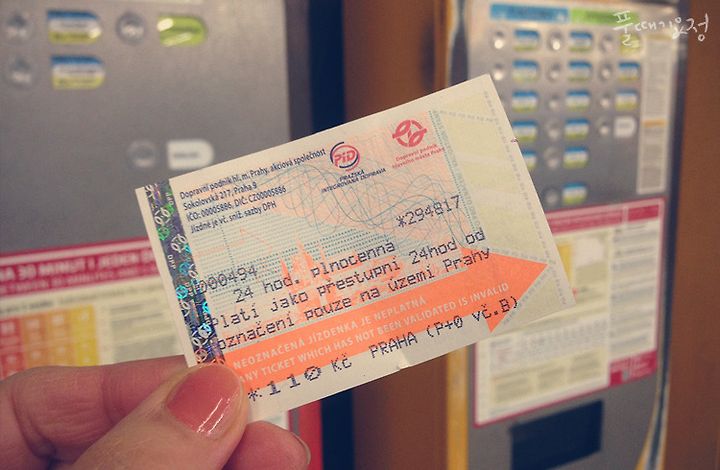 풀때기요정
Dopravní podnik hl. m. Prahy, akciová společnost
Sokolovská 217, Praha 9
IČO: 00005886, DIČ: CZ00005886
Jízdné je vč. sníž. sazby DPH
PID
PRAŽSKÁ
INTEGROVANÁ DOPRAVA
Dopravní podnik
hlavního města Prahy
000494
*294817
24 hod. plnocenná
Platí jako přestupní 24hod od
označení pouze na území Prahy
NEOZNAČENÁ JÍZDENKA JE NEPLATNÁ
ANY TICKET WHICH HAS NOT BEEN VALIDATED IS INVALID
*110 Kč PRAHA (P+0 vč.B)